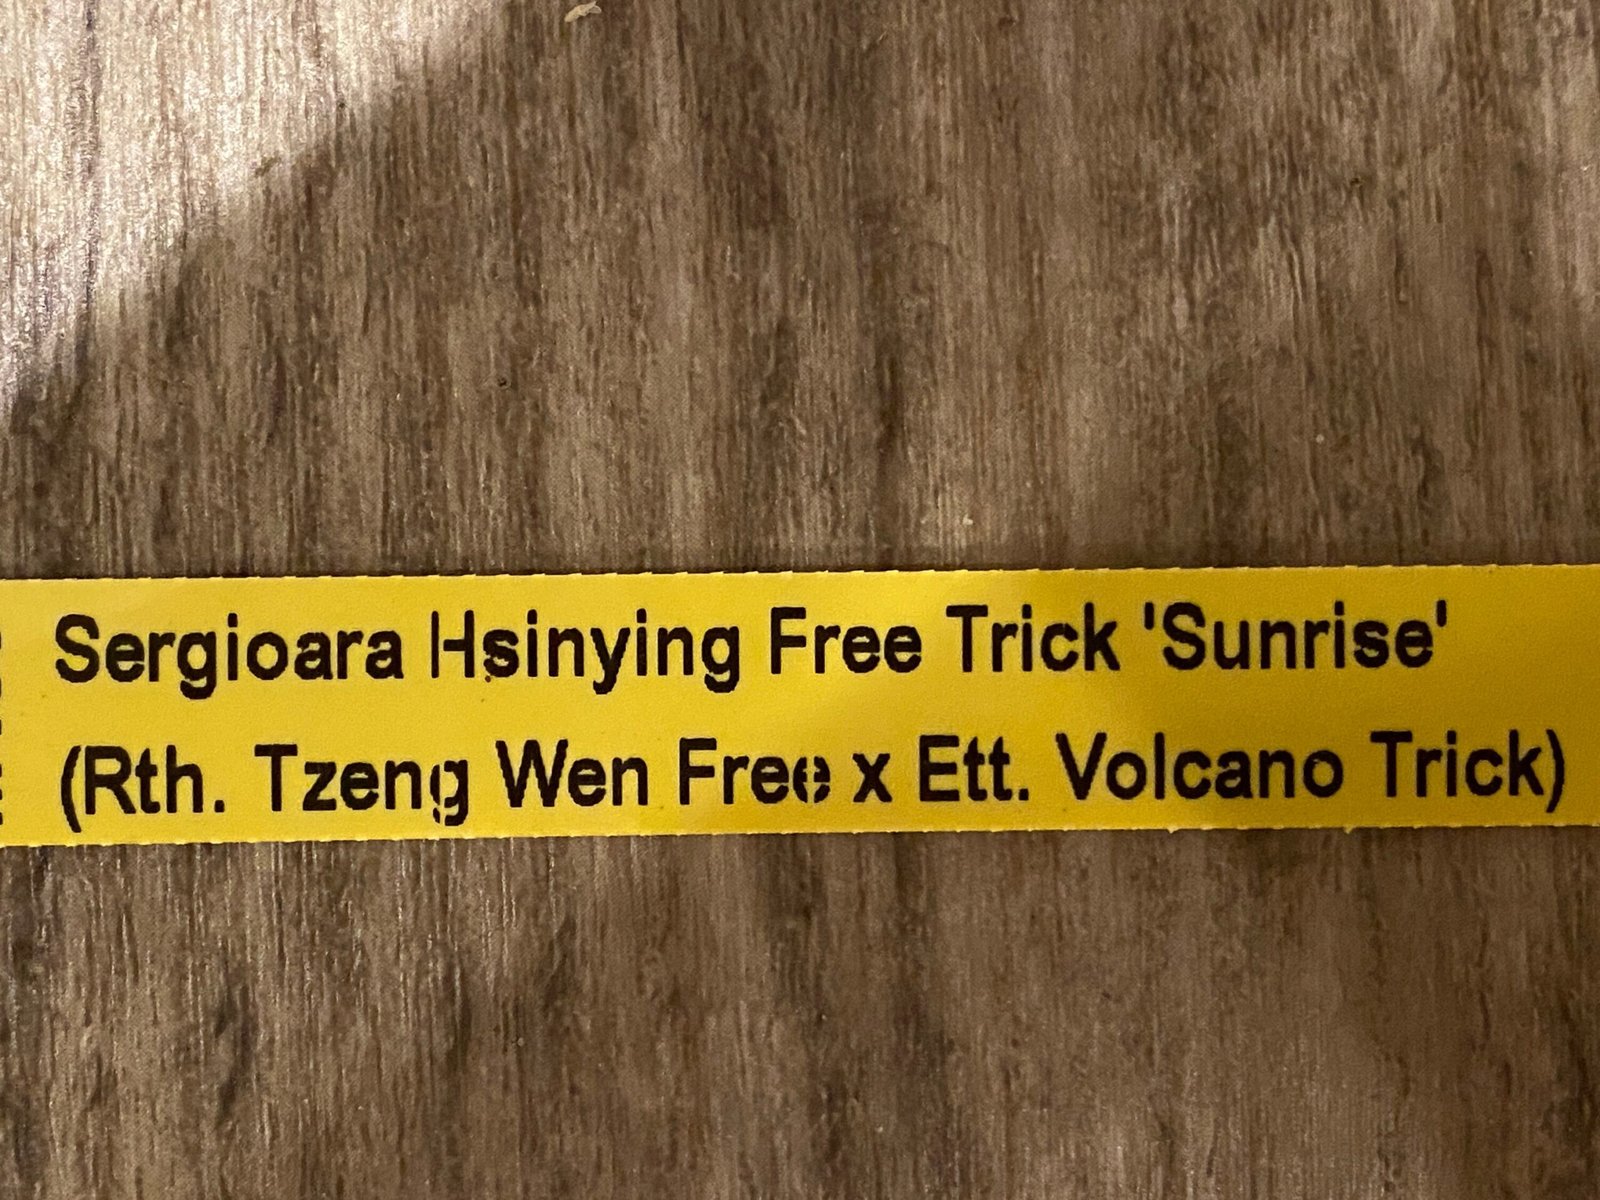 Sergioara Hsinying Free Trick 'Sunrise'
(Rth. Tzeng Wen Free x Ett. Volcano Trick)